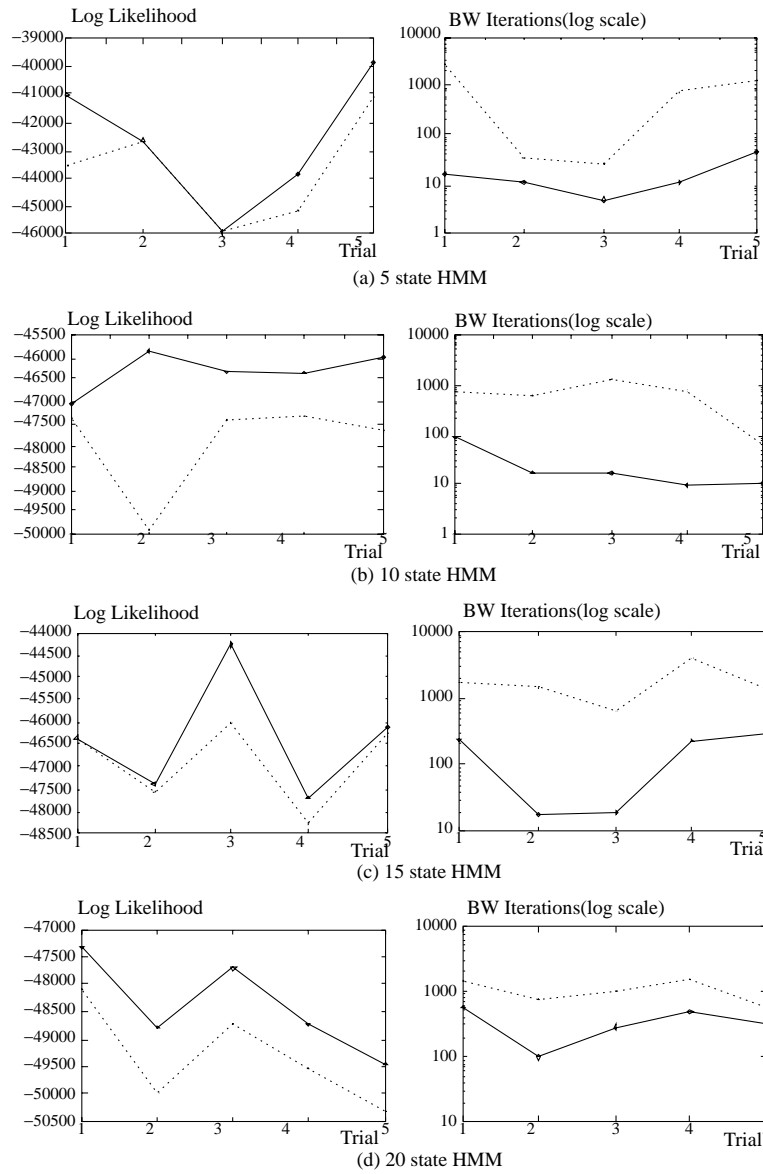 Log Likelihood
−39000
−40000
−41000
−42000
−43000
−44000
−45000
−46000
1 2 3 4 5
Trial
BW Iterations(log scale)
10000
1000
100
10
1
1 2 3 4 5
Trial
(a) 5 state HMM
Log Likelihood
−45500
−46000
−46500
−47000
−47500
−48000
−48500
−49000
−49500
−50000
1 2 3 4 5
Trial
BW Iterations(log scale)
10000
1000
100
10
1
1 2 3 4 5
Trial
(b) 10 state HMM
Log Likelihood
−44000
−44500
−45000
−45500
−46000
−46500
−47000
−47500
−48000
−48500
1 2 3 4 5
Trial
BW Iterations(log scale)
10000
1000
100
10
1 2 3 4 5
Trial
(c) 15 state HMM
Log Likelihood
−47000
−47500
−48000
−48500
−49000
−49500
−50000
−50500
1 2 3 4 5
Trial
BW Iterations(log scale)
10000
1000
100
10
1 2 3 4 5
Trial
(d) 20 state HMM